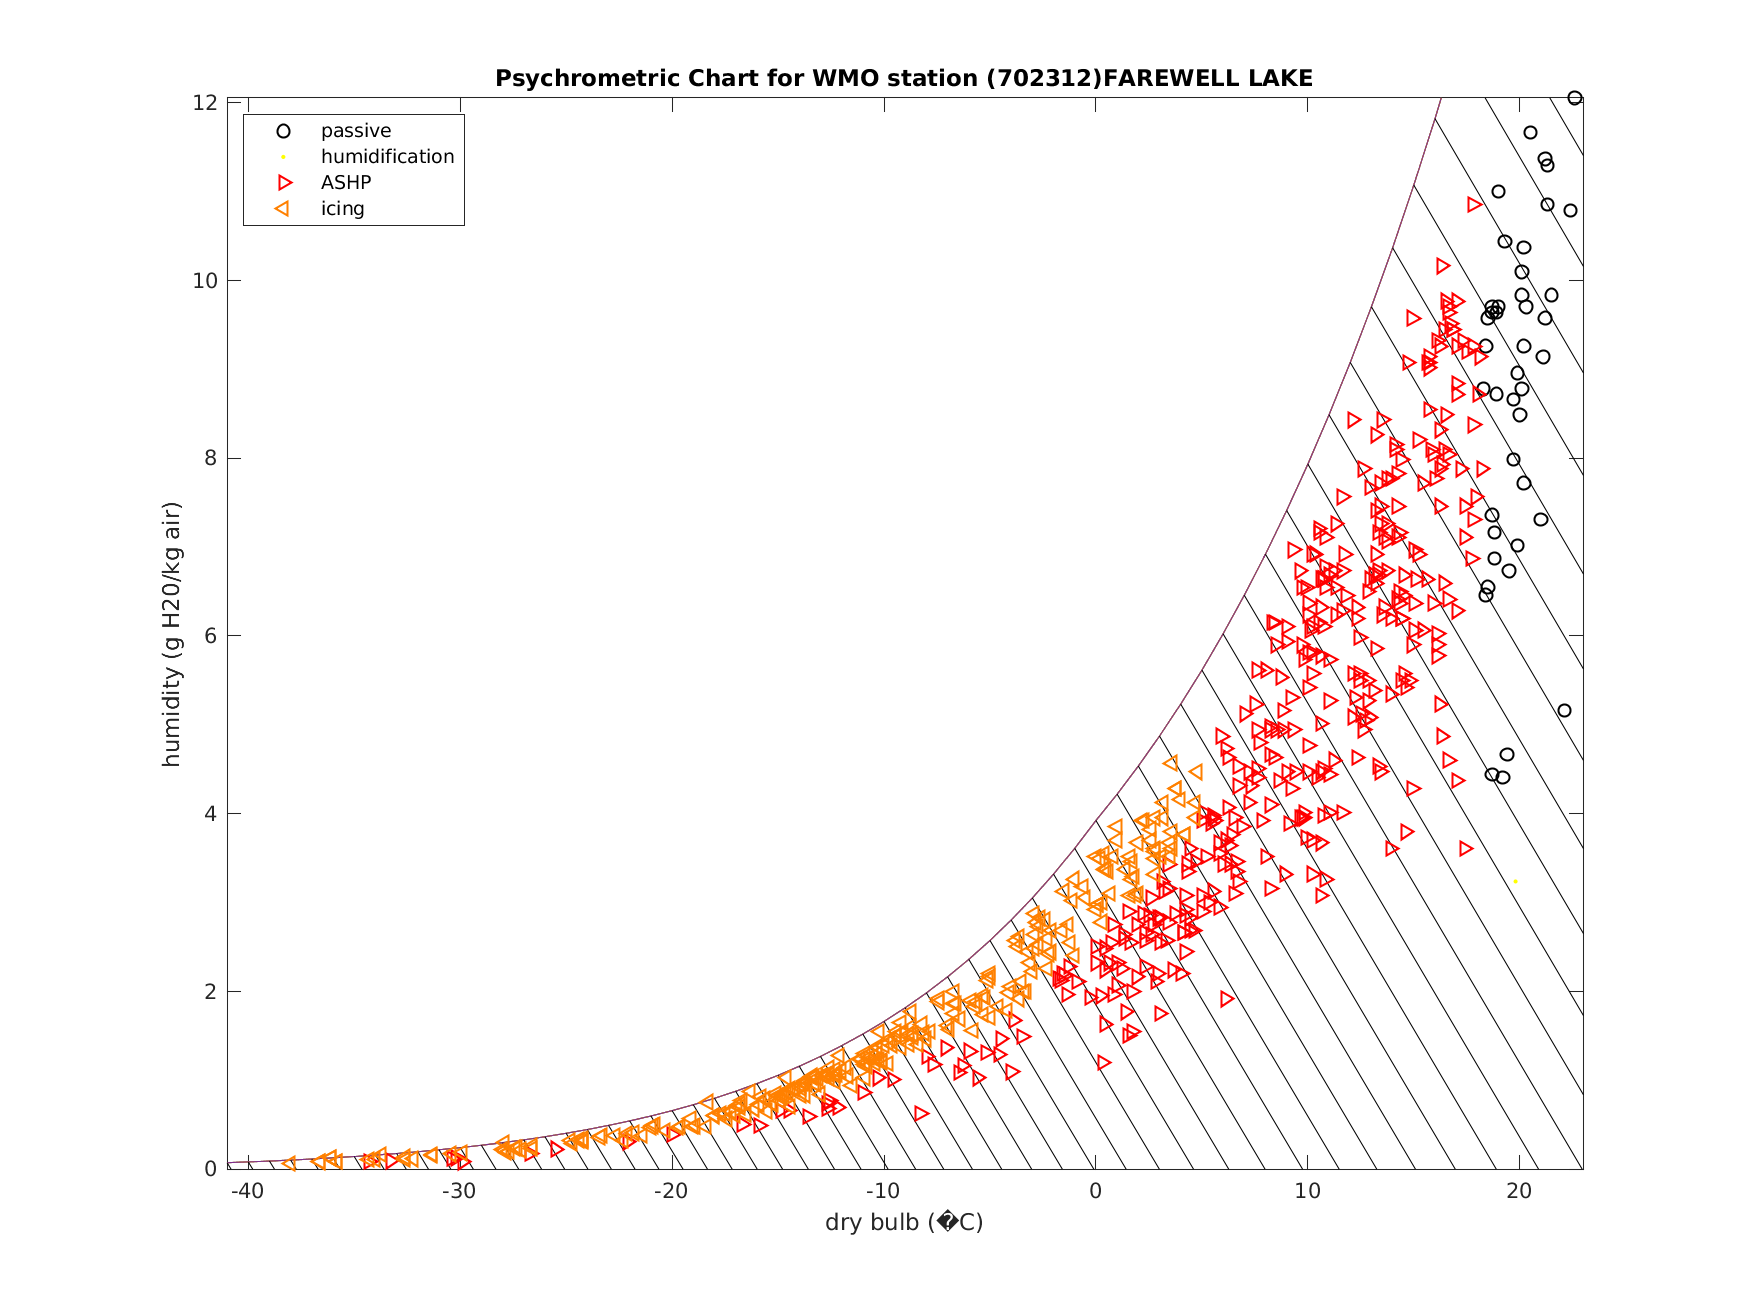 Psychrometric Chart for WMO station (702312)FAREWELL LAKE
passive
humidification
ASHP
icing
12
10
8
6
4
2
0
humidity (g H20/kg air)
-40 -30 -20 -10 0 10 20
dry bulb (�C)